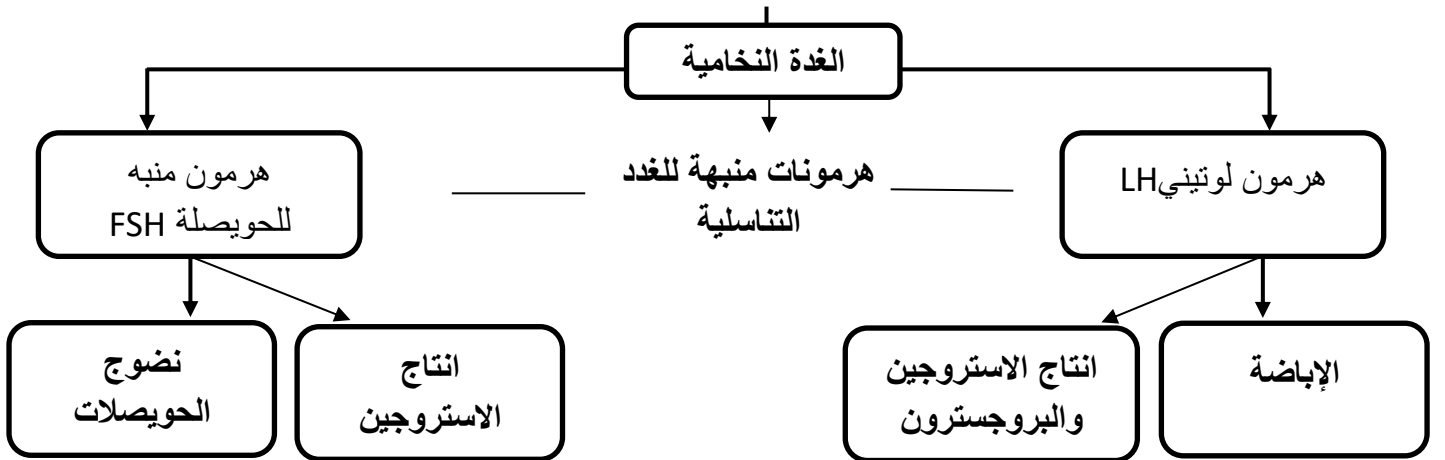 الغدة النخامية
هرمون لوتينيLH
هرمونات منبهة للغدد
التناسلية
هرمون منبه
للحويصلة FSH
الإباضة
انتاج الاستروجين
والبروجسترون
انتاج
الاستروجين
نضوج
الحويصلات